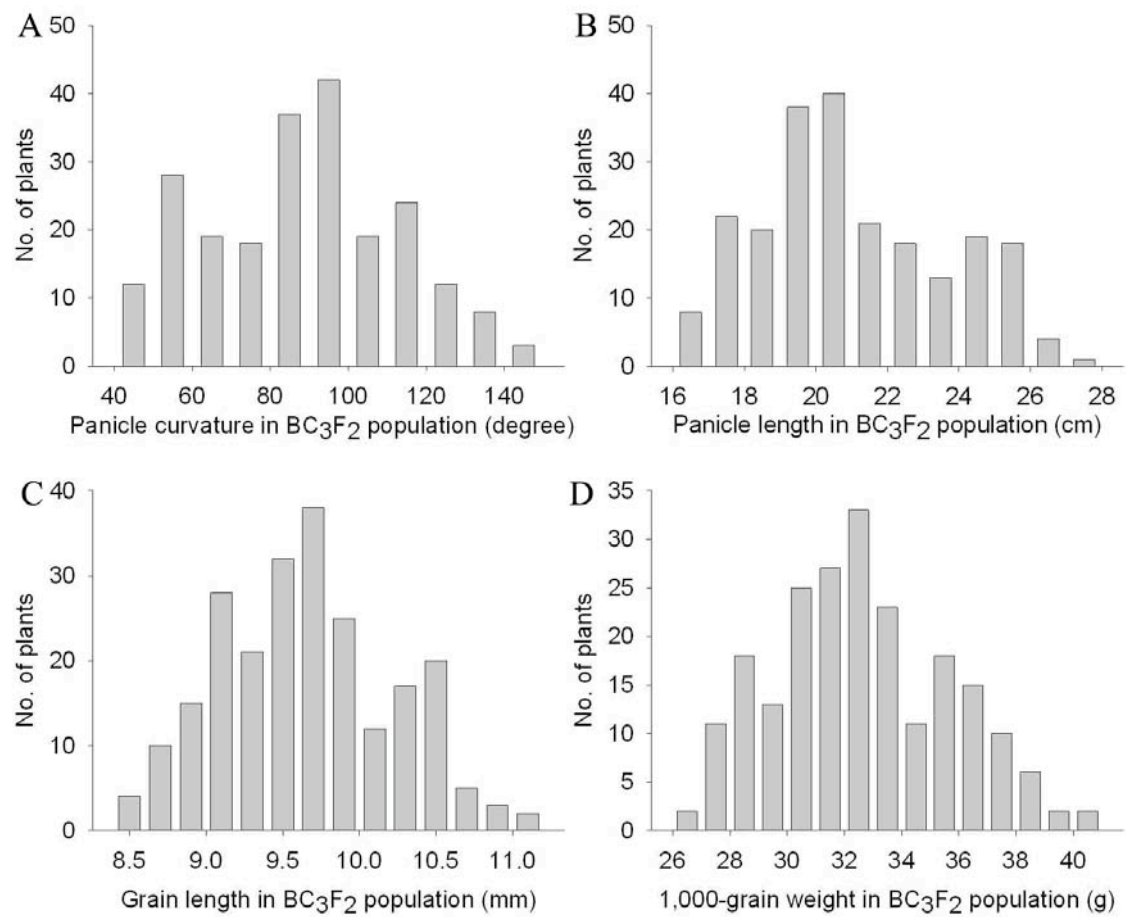 A
50
40
30
20
10
0
No. of plants
40 60 80 100 120 140
Panicle curvature in BC3F2 population (degree)
B
50
40
30
20
10
0
No. of plants
16 18 20 22 24 26 28
Panicle length in BC3F2 population (cm)
C
40
30
20
10
0
No. of plants
8.5 9.0 9.5 10.0 10.5 11.0
Grain length in BC3F2 population (mm)
D
35
30
25
20
15
10
5
0
No. of plants
26 28 30 32 34 36 38 40
1,000-grain weight in BC3F2 population (g)